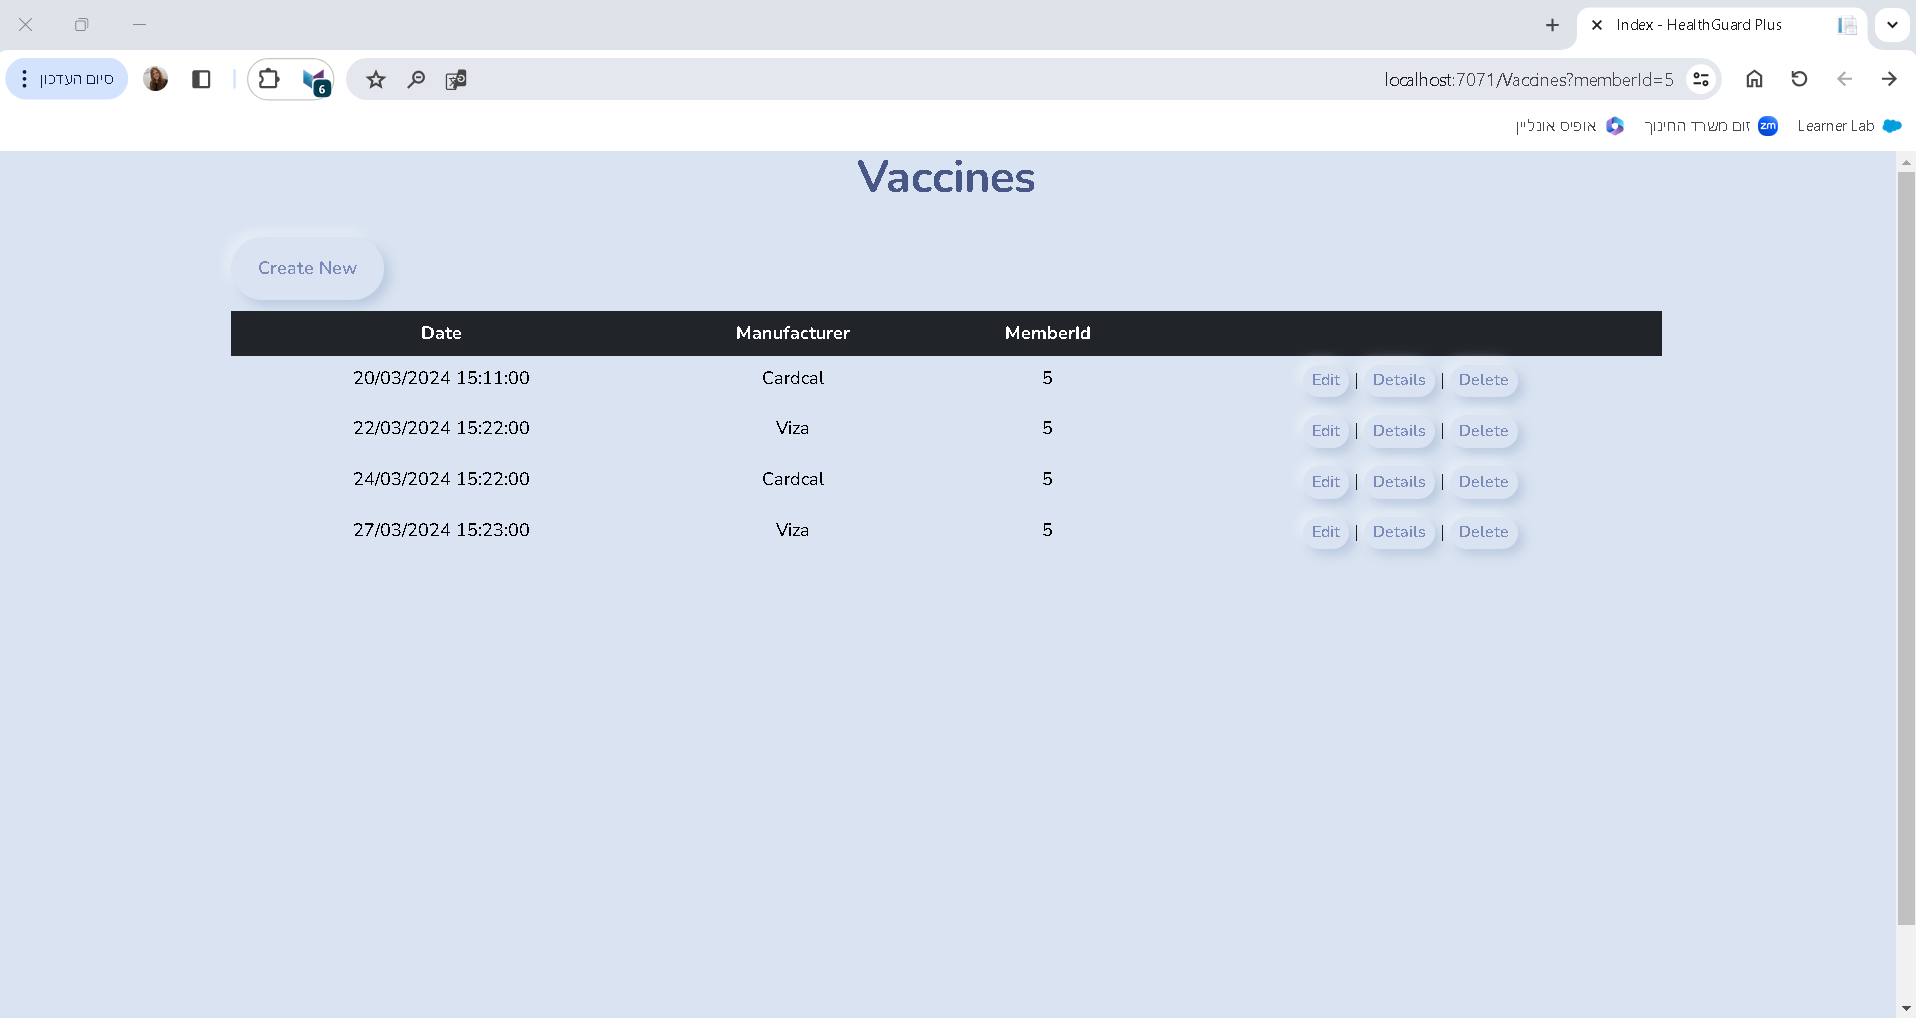 Index - HealthGuard Plus
סיום העדכון
6
localhost:7071/Vaccines?memberId=5
Learner Lab
zm זום משרד החינוך
אופיס אונליין
Vaccines
Create New
Date Manufacturer MemberId
20/03/2024 15:11:00 Cardcal 5 Edit | Details | Delete
22/03/2024 15:22:00 Viza 5 Edit | Details | Delete
24/03/2024 15:22:00 Cardcal 5 Edit | Details | Delete
27/03/2024 15:23:00 Viza 5 Edit | Details | Delete